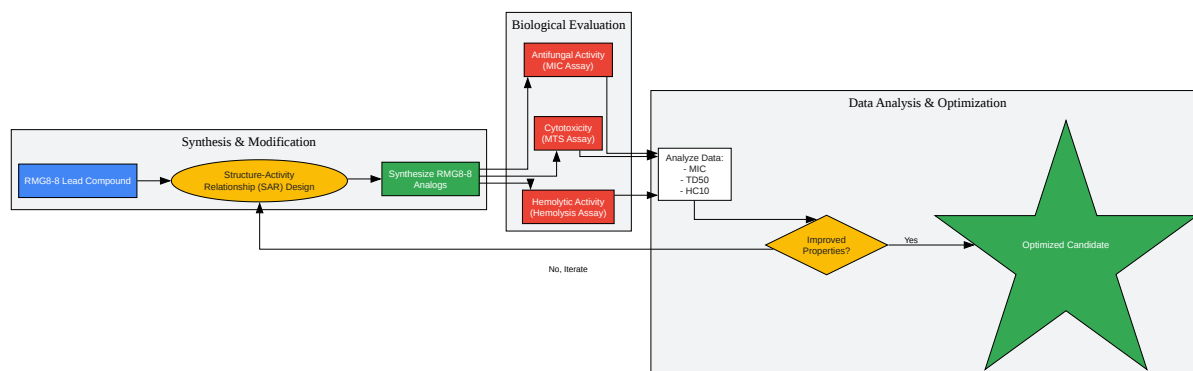 Biological Evaluation
Antifungal Activity
(MIC Assay)
Cytotoxicity
(MTS Assay)
Hemolytic Activity
(Hemolysis Assay)
Synthesis & Modification
RMG8-8 Lead Compound
Structure-Activity
Relationship (SAR) Design
Synthesize RMG8-8
Analogs
Data Analysis & Optimization
Analyze Data:
- MIC
- TD50
- HC10
Improved
Properties?
Yes
Optimized Candidate
No, Iterate